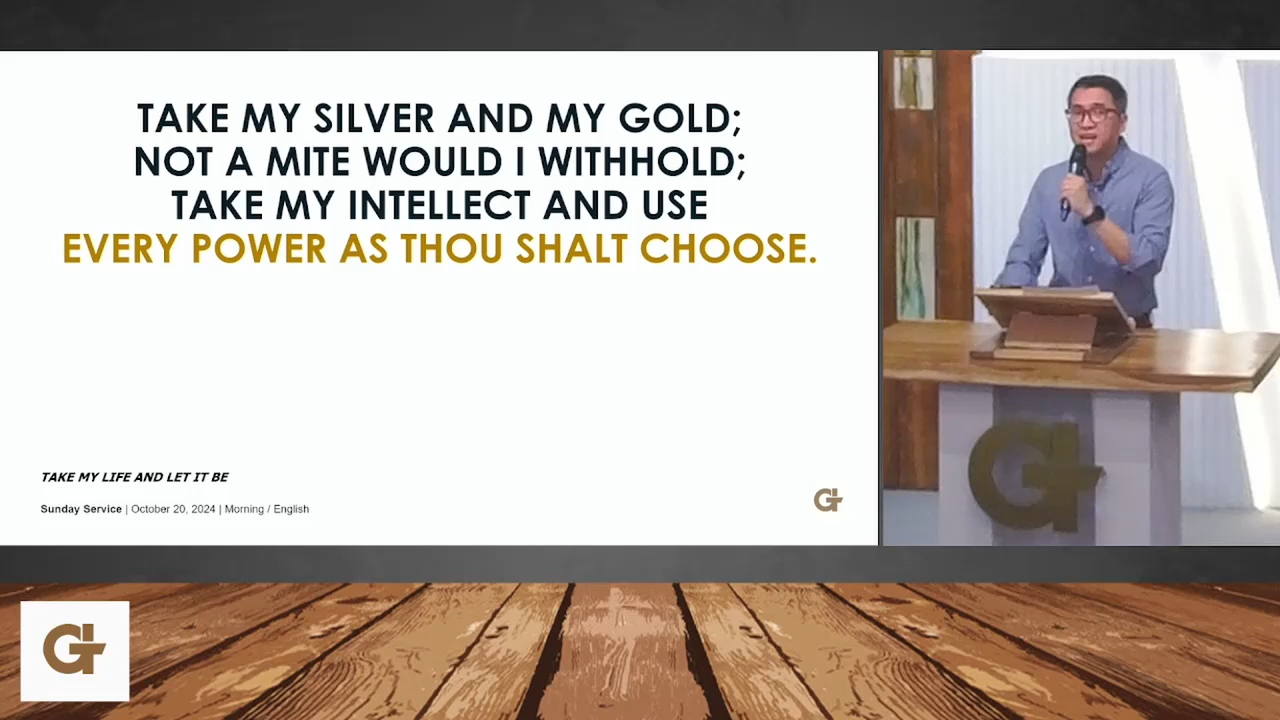 TAKE MY SILVER AND MY GOLD;
NOT A MITE WOULD I WITHHOLD;
TAKE MY INTELLECT AND USE
EVERY POWER AS THOU SHALT CHOOSE.
TAKE MY LIFE AND LET IT BE
Sunday Service | October 20, 2024 | Morning / English